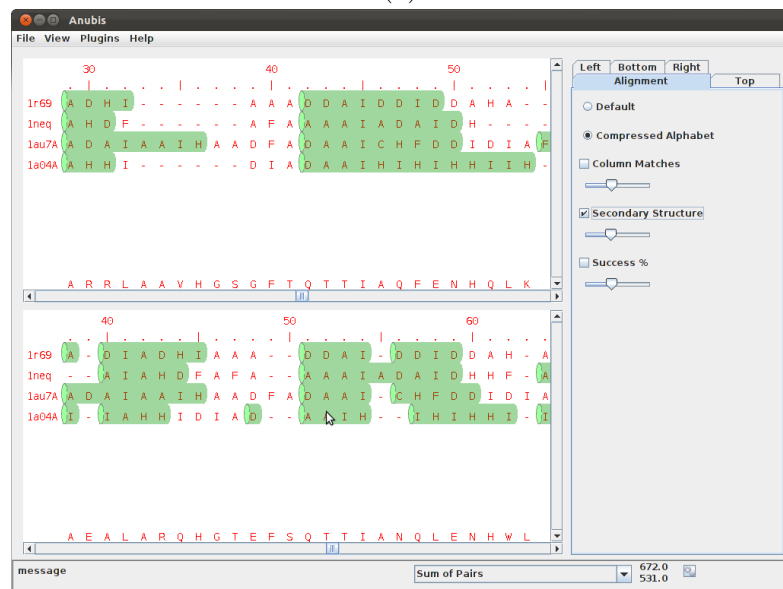 Anubis
File View Plugins Help
30 40 50
1r69 A D H I - - - - - - A A A D D A I D D I D D A H A - -
1neq A H D F - - - - - A F A A A A I A D A I D H - - -
1au7A A D A I A A I H A A D F A D A A I C H F D D I D I A F
1a04A A H H I - - - - - D I A D A A I H I H I H H I I H -
A R R L A A V H G S G F T Q T T I A Q F E N H Q L K
40 50 60
1r69 A - D I A D H I A A A - - D D A I - D D I D D A H - A
1neq - - A I A H D F A F A - - A A A I A D A I D H H F - A
1au7A A D A I A A I H A A D F A D A A I - C H F D D I D I A
1a04A I - I A H H I D I A D - - A A I H - - I H I H H I - I
A E A L A R Q H G T E F S Q T T I A N Q L E N H W L
Left Bottom Right
Alignment Top
Default
Compressed Alphabet
Column Matches
Secondary Structure
Success %
message
Sum of Pairs
672.0
531.0